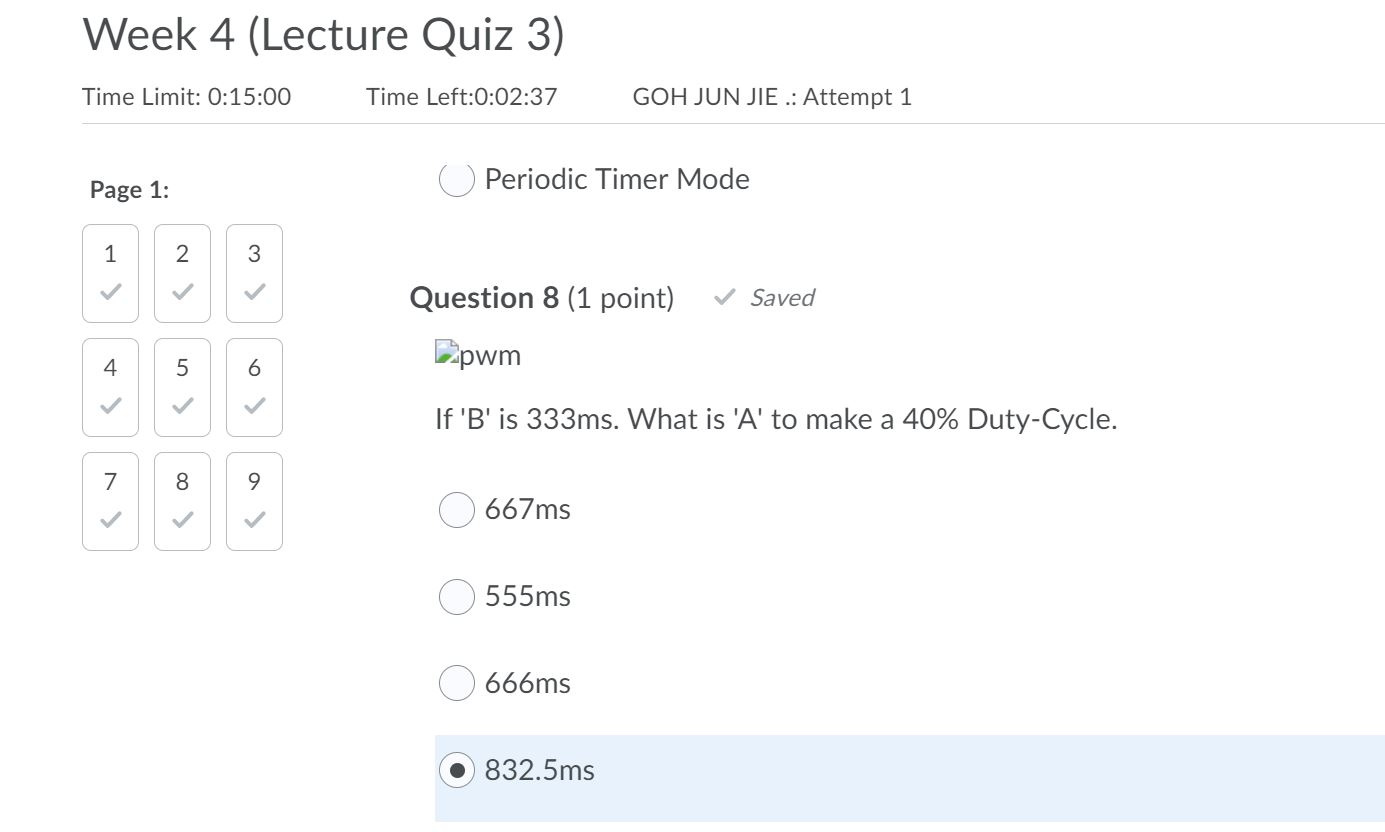 Week 4 (Lecture Quiz 3)
Time Limit: 0:15:00 Time Left:0:02:37 GOH JUN JIE .: Attempt 1
Page 1:
1 2 3
4 5 6
7 8 9
Periodic Timer Mode
Question 8 (1 point) Saved
pwm
If 'B' is 333ms. What is 'A' to make a 40% Duty-Cycle.
667ms
555ms
666ms
832.5ms